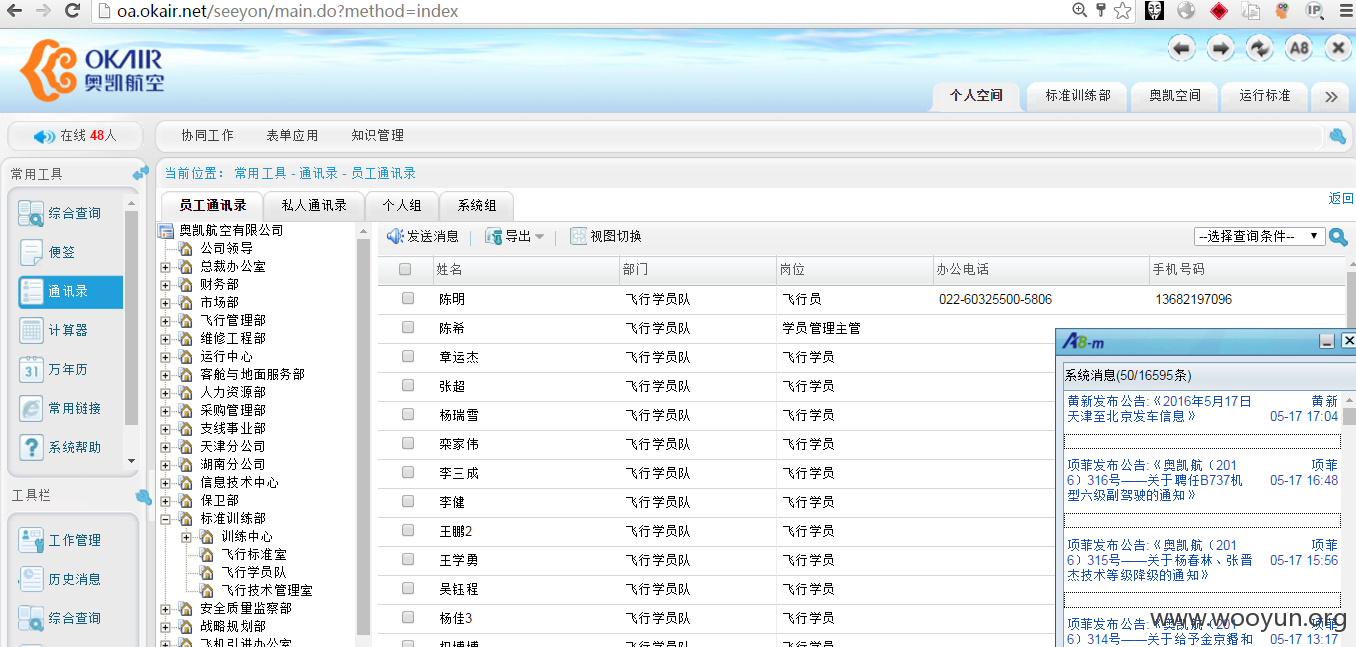 oa.okair.net/seeyon/main.do?method=index
IP
OKAIR
奥凯航空
A8
个人空间 标准训练部 奥凯空间 运行标准 »
在线 48人
协同工作 表单应用 知识管理
常用工具
综合查询
便签
通讯录
计算器
31 万年历
常用链接
系统帮助
工具栏
工作管理
历史消息
综合查询
当前位置: 常用工具 - 通讯录 - 员工通讯录
返回
员工通讯录 私人通讯录 个人组 系统组
奥凯航空有限公司
公司领导
总裁办公室
财务部
市场部
飞行管理部
维修工程部
运行中心
客舱与地面服务部
人力资源部
采购管理部
支线事业部
天津分公司
湖南分公司
信息技术中心
保卫部
标准训练部
训练中心
飞行标准室
飞行学员队
飞行技术管理室
安全质量监察部
战略规划部
飞机引进办公室
发送消息 导出 视图切换 --选择查询条件--
姓名 部门 岗位 办公电话 手机号码
陈明 飞行学员队 飞行员 022-60325500-5806 13682197096
陈希 飞行学员队 学员管理主管
章运杰 飞行学员队 飞行学员
张超 飞行学员队 飞行学员
杨瑞雪 飞行学员队 飞行学员
栾家伟 飞行学员队 飞行学员
李三成 飞行学员队 飞行学员
李健 飞行学员队 飞行学员
王鹏2 飞行学员队 飞行学员
王学勇 飞行学员队 飞行学员
吴钰程 飞行学员队 飞行学员
杨佳3 飞行学员队 飞行学员
飞行学员队 飞行学员
A8-m
系统消息(50/16595条)
黄新发布公告:《2016年5月17日 黄新
天津至北京发车信息》 05-17 17:04
项菲发布公告:《奥凯航（201 项菲
6）316号——关于聘任B737机 05-17 16:48
型六级副驾驶的通知》
项菲发布公告:《奥凯航（201 项菲
6）315号——关于杨春林、张晋 05-17 15:56
杰技术等级降级的通知》
项菲发布公告:《奥凯航（201 项菲
6）314号——关于给予金京镕和 05-17 13:17
www.wooyun.org